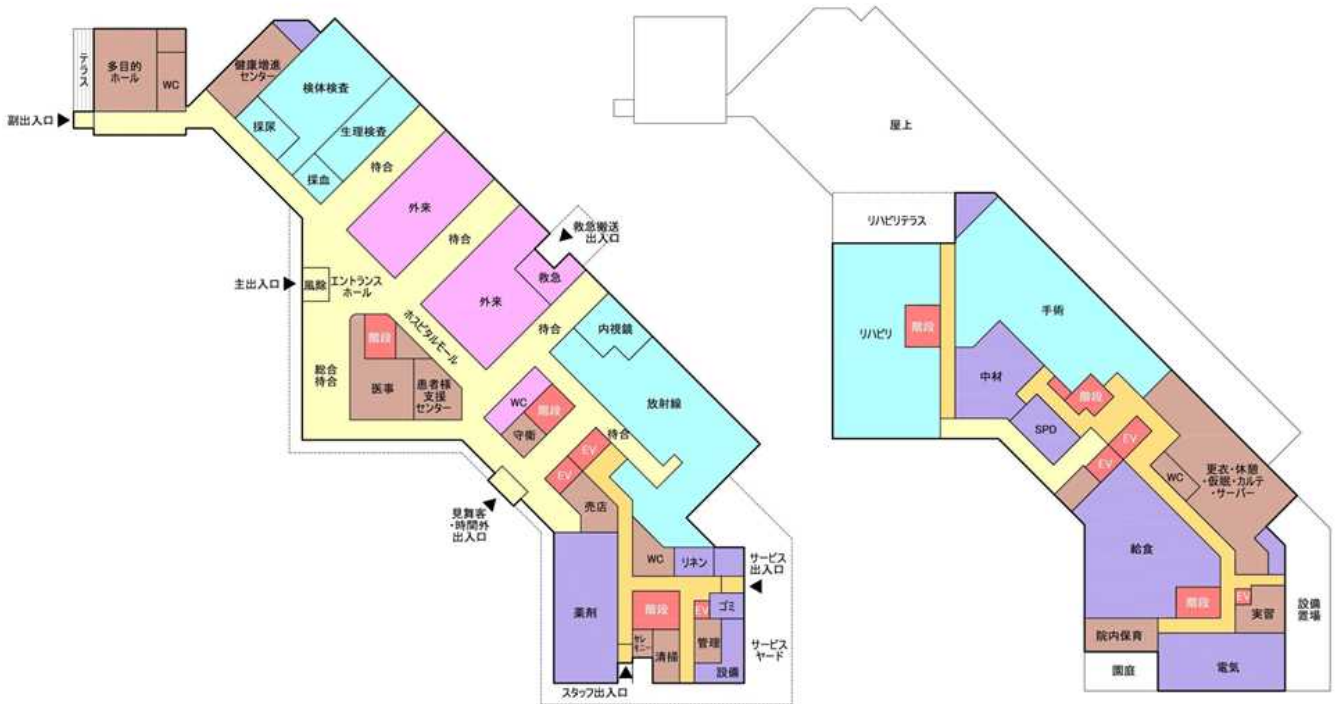 テラス
多目的
ホール
WC
副出入口
健康増進
センター
検体検査
採尿
生理検査
採血
待合
外来
待合
救急搬送
出入口
救急
外来
待合
主出入口
風除
エントランス
ホール
ホスピタルモール
内視鏡
階段
総合
待合
医事
患者様
支援
センター
放射線
WC
階段
守衛
待合
EV
EV
売店
見舞客
・時間外
出入口
WC
リネン
サービス
出入口
薬剤
階段
EV
ゴミ
セレ
モニー
清掃
管理
サービス
ヤード
設備
スタッフ出入口
屋上
リハビリテラス
手術
リハビリ
階段
中材
階段
SPD
EV
EV
WC
更衣・休憩
・仮眠・カルテ
・サーバー
給食
階段
EV
実習
設備
置場
院内保育
園庭
電気